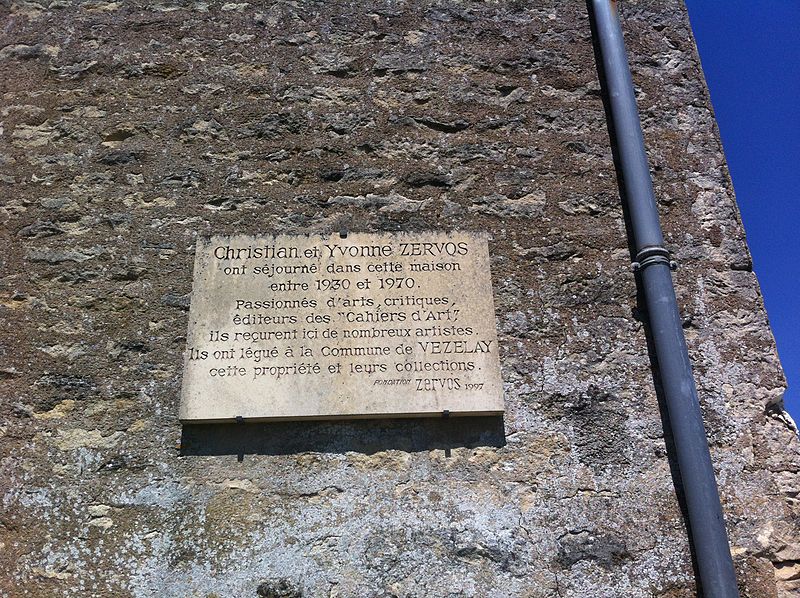 Christian et Yvonne ZERVOS
ont séjourné dans cette maison
entre 1930 et 1970.
Passionnés d'arts, critiques,
éditeurs des "Cahiers d'Art",
ils reçurent ici de nombreux artistes.
Ils ont légué à la Commune de VEZELAY
cette propriété et leurs collections.
FONDATION ZERVOS 1997